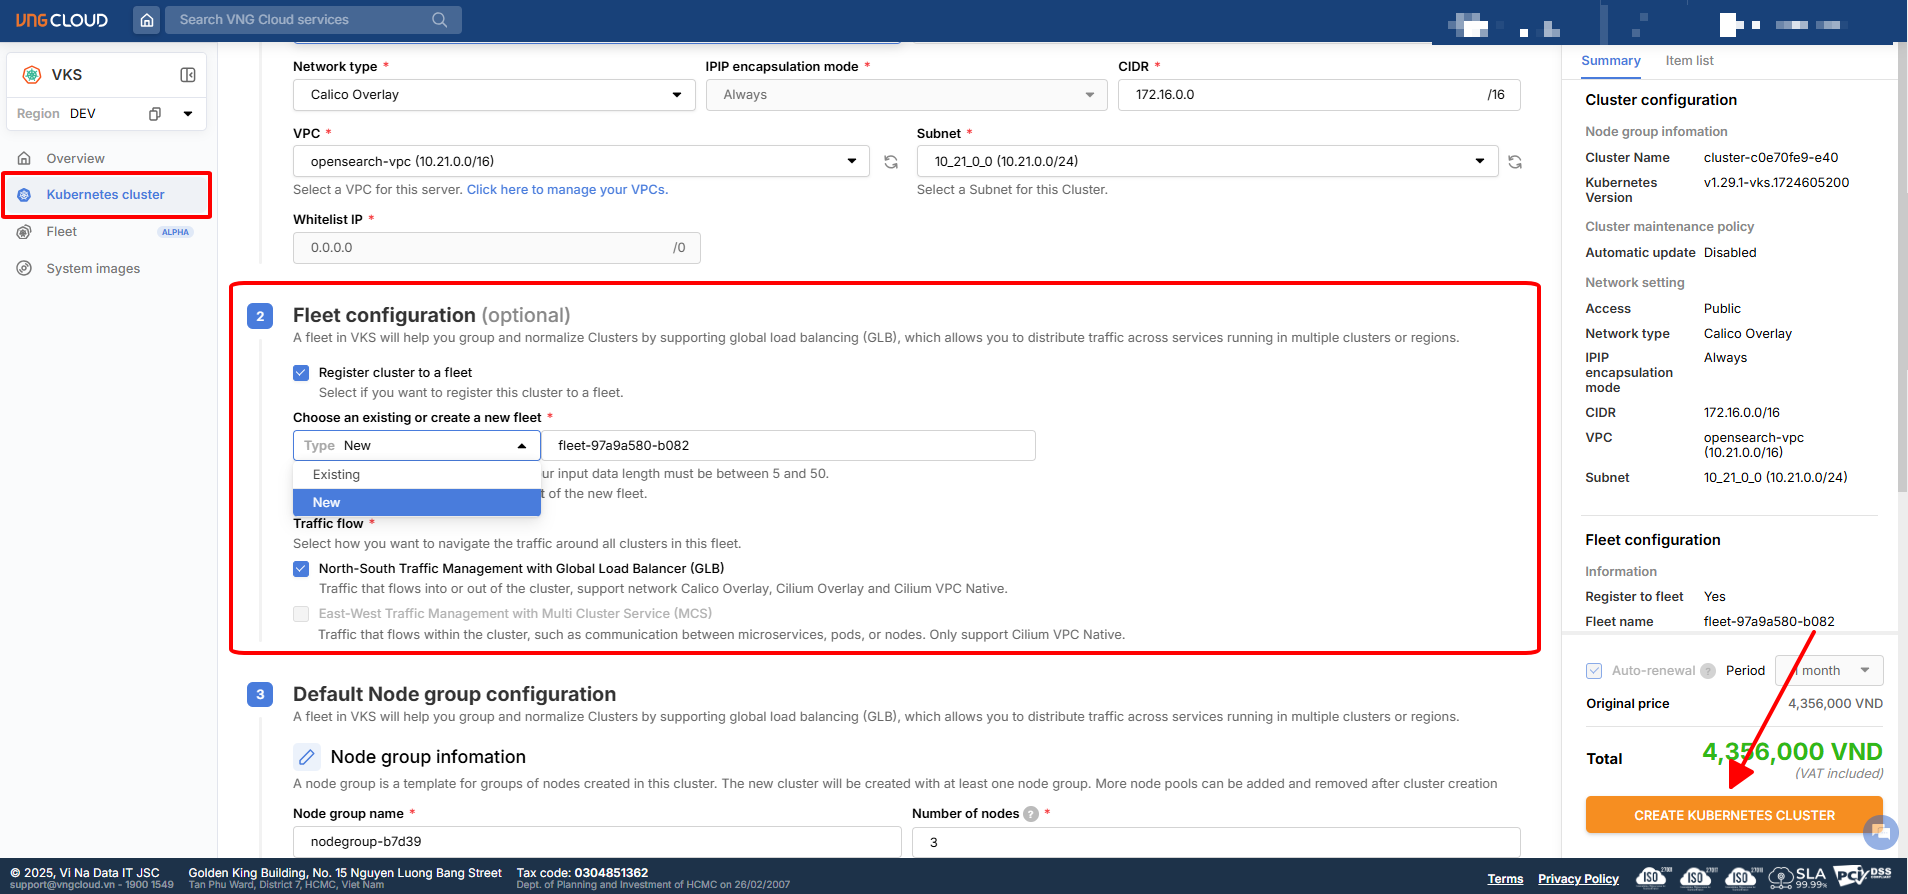 VNG CLOUD
Search VNG Cloud services
VKS
Region DEV
Overview
Kubernetes cluster
Fleet ALPHA
System images
Network type *
IPIP encapsulation mode *
CIDR *
Calico Overlay
Always
172.16.0.0 /16
VPC *
Subnet *
opensearch-vpc (10.21.0.0/16)
10_21_0_0 (10.21.0.0/24)
Select a VPC for this server. Click here to manage your VPCs.
Select a Subnet for this Cluster.
Whitelist IP *
0.0.0.0 /0
2 Fleet configuration (optional)
A fleet in VKS will help you group and normalize Clusters by supporting global load balancing (GLB), which allows you to distribute traffic across services running in multiple clusters or regions.
Register cluster to a fleet
Select if you want to register this cluster to a fleet.
Choose an existing or create a new fleet *
Type New
fleet-97a9a580-b082
Existing
ur input data length must be between 5 and 50.
New
t of the new fleet.
Traffic flow *
Select how you want to navigate the traffic around all clusters in this fleet.
North-South Traffic Management with Global Load Balancer (GLB)
Traffic that flows into or out of the cluster, support network Calico Overlay, Cilium Overlay and Cilium VPC Native.
East-West Traffic Management with Multi Cluster Service (MCS)
Traffic that flows within the cluster, such as communication between microservices, pods, or nodes. Only support Cilium VPC Native.
3 Default Node group configuration
A fleet in VKS will help you group and normalize Clusters by supporting global load balancing (GLB), which allows you to distribute traffic across services running in multiple clusters or regions.
Node group infomation
A node group is a template for groups of nodes created in this cluster. The new cluster will be created with at least one node group. More node pools can be added and removed after cluster creation
Node group name *
Number of nodes ? *
nodegroup-b7d39
3
Summary
Item list
Cluster configuration
Node group infomation
Cluster Name cluster-c0e70fe9-e40
Kubernetes Version v1.29.1-vks.1724605200
Cluster maintenance policy
Automatic update Disabled
Network setting
Access Public
Network type Calico Overlay
IPIP encapsulation mode Always
CIDR 172.16.0.0/16
VPC opensearch-vpc (10.21.0.0/16)
Subnet 10_21_0_0 (10.21.0.0/24)
Fleet configuration
Information
Register to fleet Yes
Fleet name fleet-97a9a580-b082
Auto-renewal ? Period month
Original price 4,356,000 VND
Total 4,356,000 VND
(VAT included)
CREATE KUBERNETES CLUSTER
© 2025, Vi Na Data IT JSC
support@vngcloud.vn - 1900 1549
Golden King Building, No. 15 Nguyen Luong Bang Street
Tan Phu Ward, District 7, HCMC, Viet Nam
Tax code: 0304851362
Dept. of Planning and Investment of HCMC on 26/02/2007
Terms
Privacy Policy
ISO
ISO
ISO
SLA
99.99%
PCI DSS